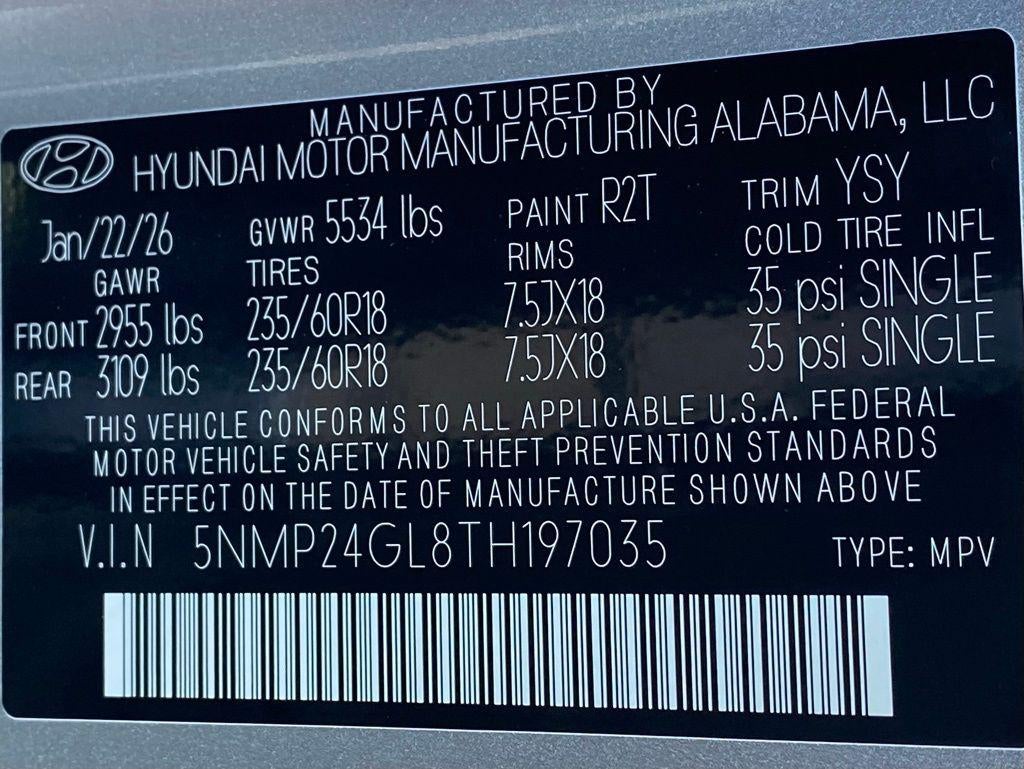 MANUFACTURED BY
HYUNDAI MOTOR MANUFACTURING ALABAMA, LLC
Jan/22/26 GVWR 5534 lbs PAINT R2T TRIM YSY
GAWR TIRES RIMS COLD TIRE INFL
FRONT 2955 lbs 235/60R18 7.5JX18 35 psi SINGLE
REAR 3109 lbs 235/60R18 7.5JX18 35 psi SINGLE
THIS VEHICLE CONFORMS TO ALL APPLICABLE U.S.A. FEDERAL
MOTOR VEHICLE SAFETY AND THEFT PREVENTION STANDARDS
IN EFFECT ON THE DATE OF MANUFACTURE SHOWN ABOVE
V.I.N 5NMP24GL8TH197035 TYPE: MPV